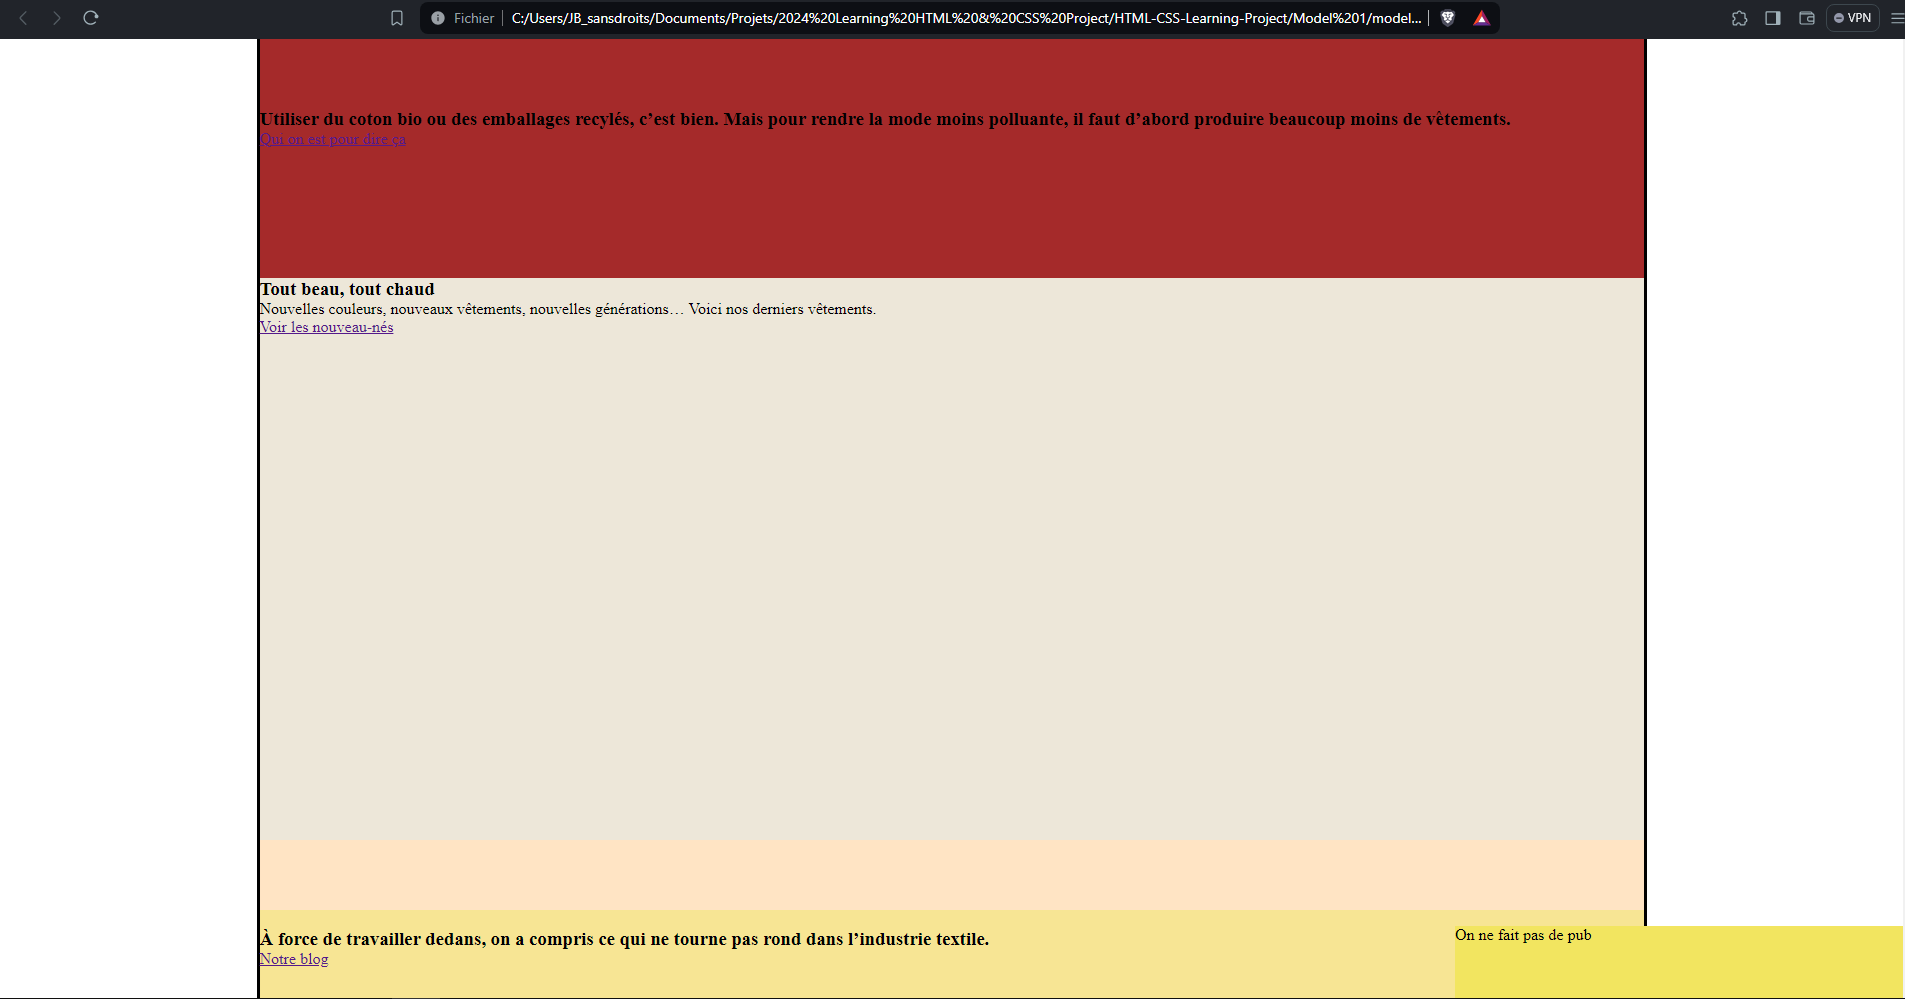 Fichier
C:/Users/JB_sansdroits/Documents/Projets/2024%20Learning%20HTML%20&%20CSS%20Project/HTML-CSS-Learning-Project/Model%201/model...
VPN
Utiliser du coton bio ou des emballages recylés, c’est bien. Mais pour rendre la mode moins polluante, il faut d’abord produire beaucoup moins de vêtements.
Qui on est pour dire ça
Tout beau, tout chaud
Nouvelles couleurs, nouveaux vêtements, nouvelles générations… Voici nos derniers vêtements.
Voir les nouveau-nés
À force de travailler dedans, on a compris ce qui ne tourne pas rond dans l’industrie textile.
Notre blog
On ne fait pas de pub